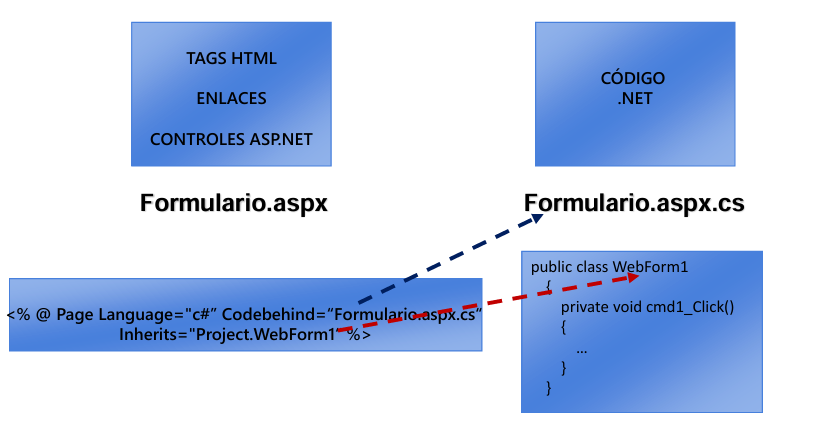 TAGS HTML
ENLACES
CONTROLES ASP.NET
CÓDIGO
.NET
Formulario.aspx
Formulario.aspx.cs
<% @ Page Language="c#” Codebehind=”Formulario.aspx.cs”
Inherits="Project.WebForm1” %>
public class WebForm1
{
private void cmd1_Click()
{
...
}
}